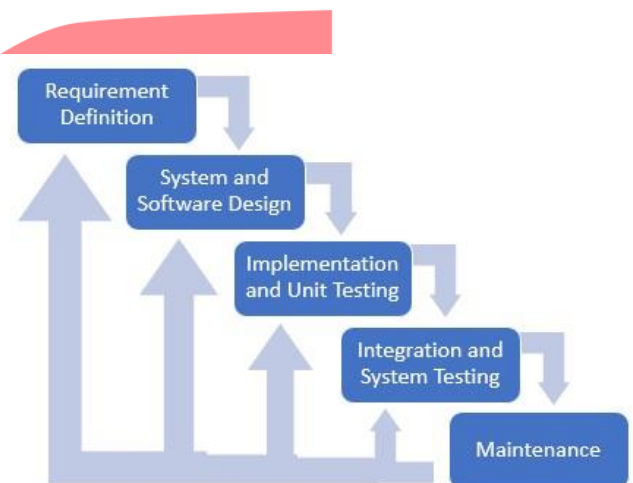 Requirement
Definition
System and
Software Design
Implementation
and Unit Testing
Integration and
System Testing
Maintenance